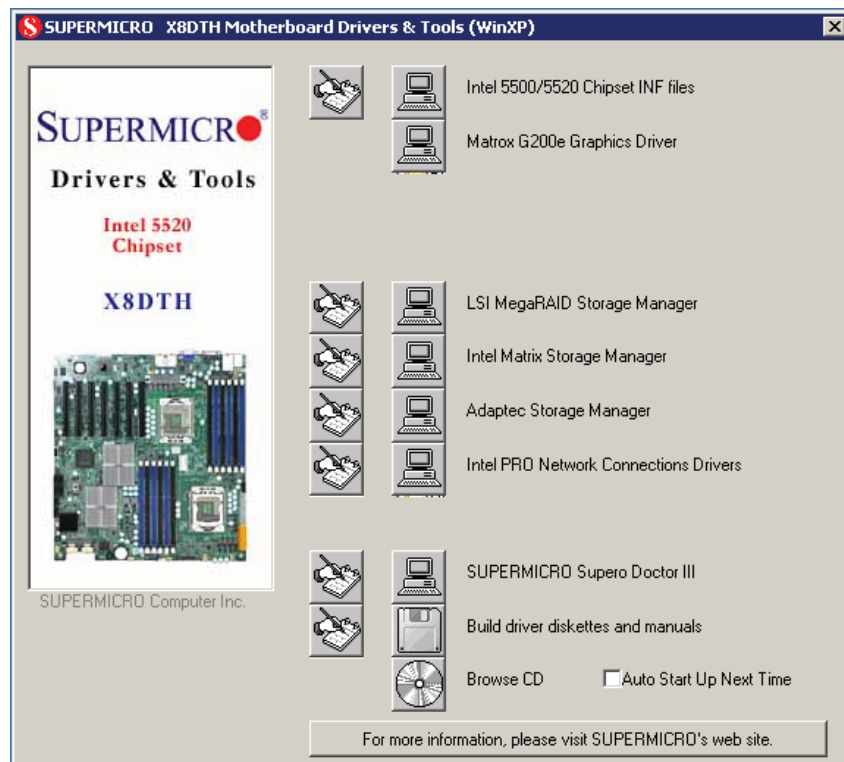 SUPERMICRO X8DTH Motherboard Drivers & Tools (WinXP)
SUPERMICRO®
Drivers & Tools
Intel 5520
Chipset
X8DTH
SUPERMICRO Computer Inc.
Intel 5500/5520 Chipset INF files
Matrox G200e Graphics Driver
LSI MegaRAID Storage Manager
Intel Matrix Storage Manager
Adaptec Storage Manager
Intel PRO Network Connections Drivers
SUPERMICRO Supero Doctor III
Build driver diskettes and manuals
Browse CD Auto Start Up Next Time
For more information, please visit SUPERMICRO's web site.